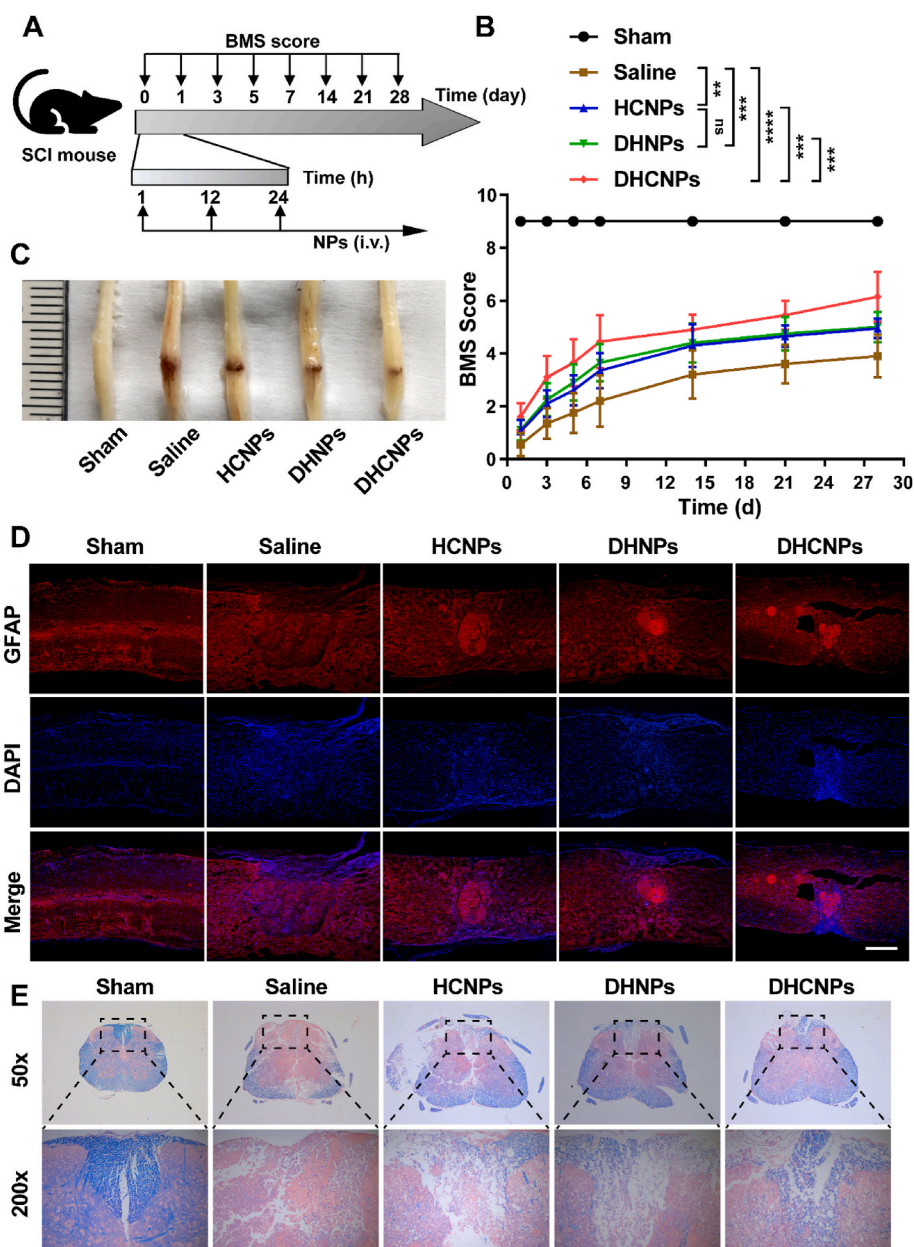 A
BMS score
0 1 3 5 7 14 21 28
Time (day)
SCI mouse
Time (h)
1 12 24
NPs (i.v.)
B
Sham
Saline
HCNPs
DHNPs
DHCNPs
**
ns
***
****
***
***
BMS Score
10
8
6
4
2
0
0 3 6 9 12 15 18 21 24 27 30
Time (d)
C
Sham
Saline
HCNPs
DHNPs
DHCNPs
D
Sham Saline HCNPs DHNPs DHCNPs
GFAP
DAPI
Merge
E
Sham Saline HCNPs DHNPs DHCNPs
50x
200x